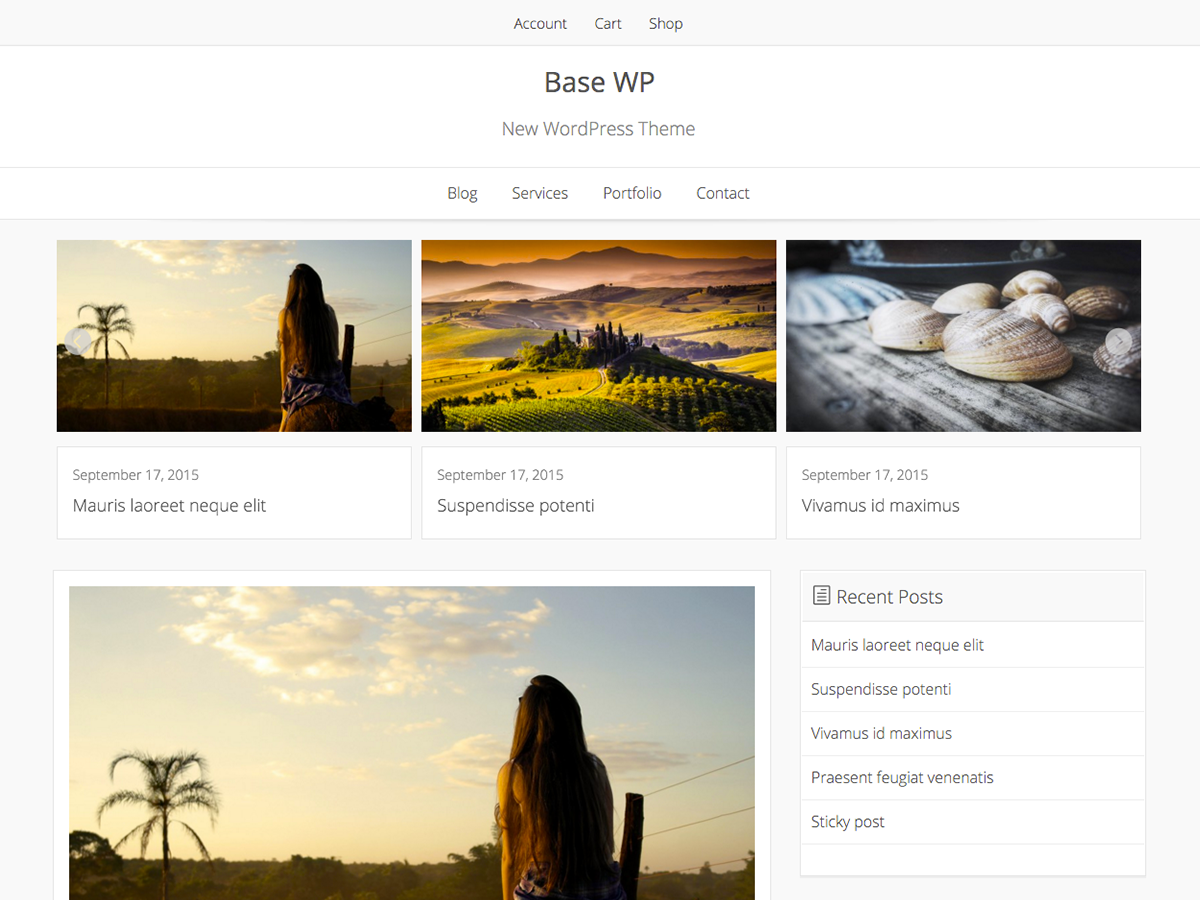 Account Cart Shop
Base WP
New WordPress Theme
Blog Services Portfolio Contact
September 17, 2015
Mauris laoreet neque elit
September 17, 2015
Suspendisse potenti
September 17, 2015
Vivamus id maximus
Recent Posts
Mauris laoreet neque elit
Suspendisse potenti
Vivamus id maximus
Praesent feugiat venenatis
Sticky post